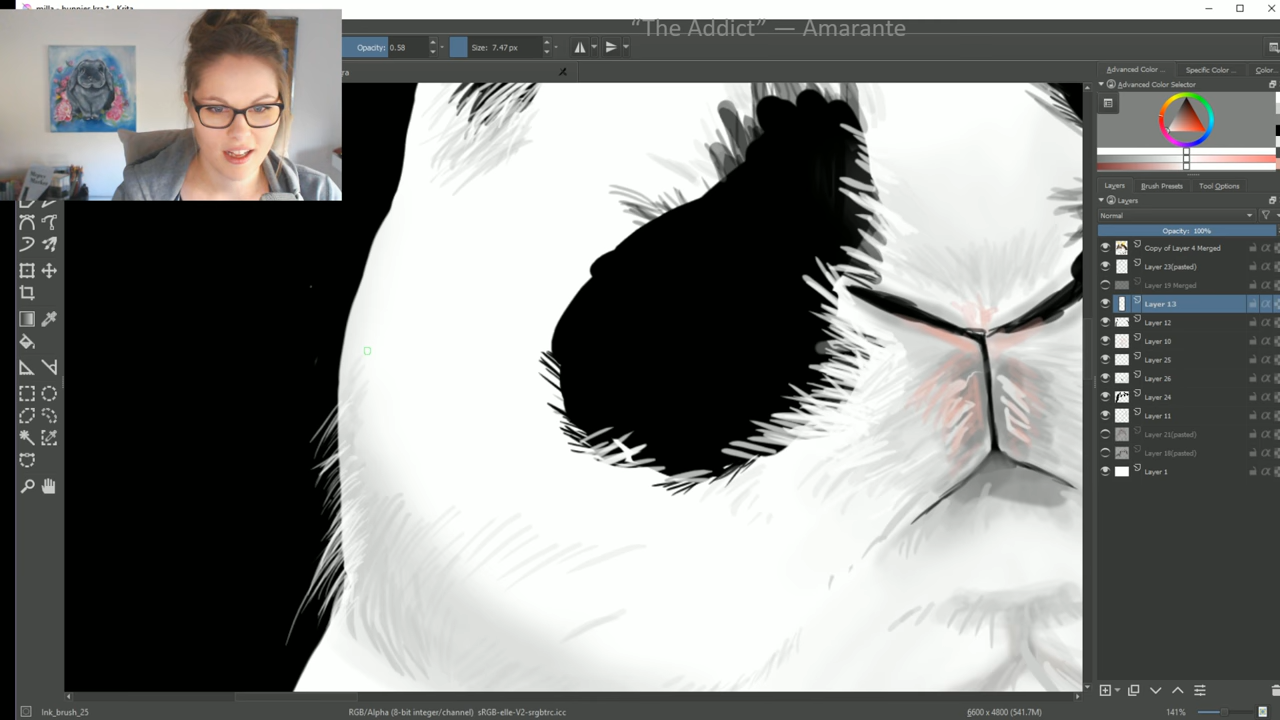 milla - bunnies.kra * - Krita
“The Addict” — Amarante
Opacity: 0.58
Size: 7.47 px
Advanced Color ...
Specific Color ...
Color...
Advanced Color Selector
Layers
Brush Presets
Tool Options
Layers
Normal
Opacity: 100%
Copy of Layer 4 Merged
Layer 23(pasted)
Layer 19 Merged
Layer 13
Layer 12
Layer 10
Layer 25
Layer 26
Layer 24
Layer 11
Layer 21(pasted)
Layer 18(pasted)
Layer 1
Ink_brush_25
RGB/Alpha (8-bit integer/channel) sRGB-elle-V2-srgbtrc.icc
6600 x 4800 (541.7M)
141%